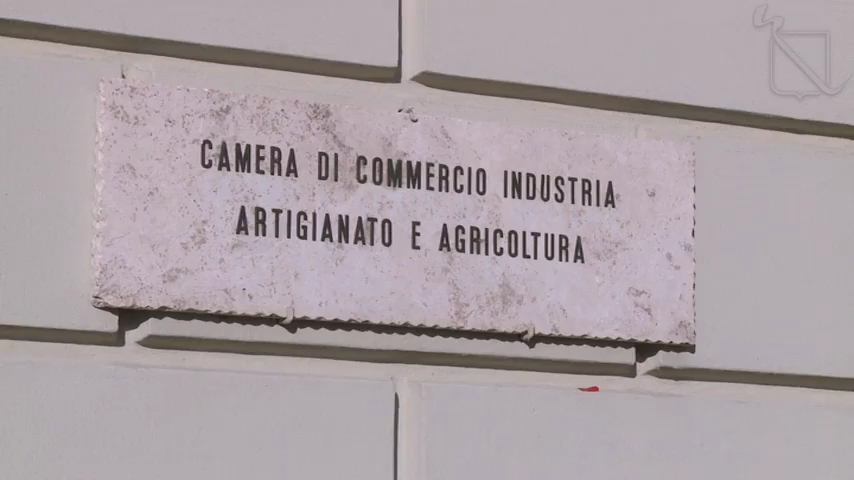 CAMERA DI COMMERCIO INDUSTRIA
ARTIGIANATO E AGRICOLTURA